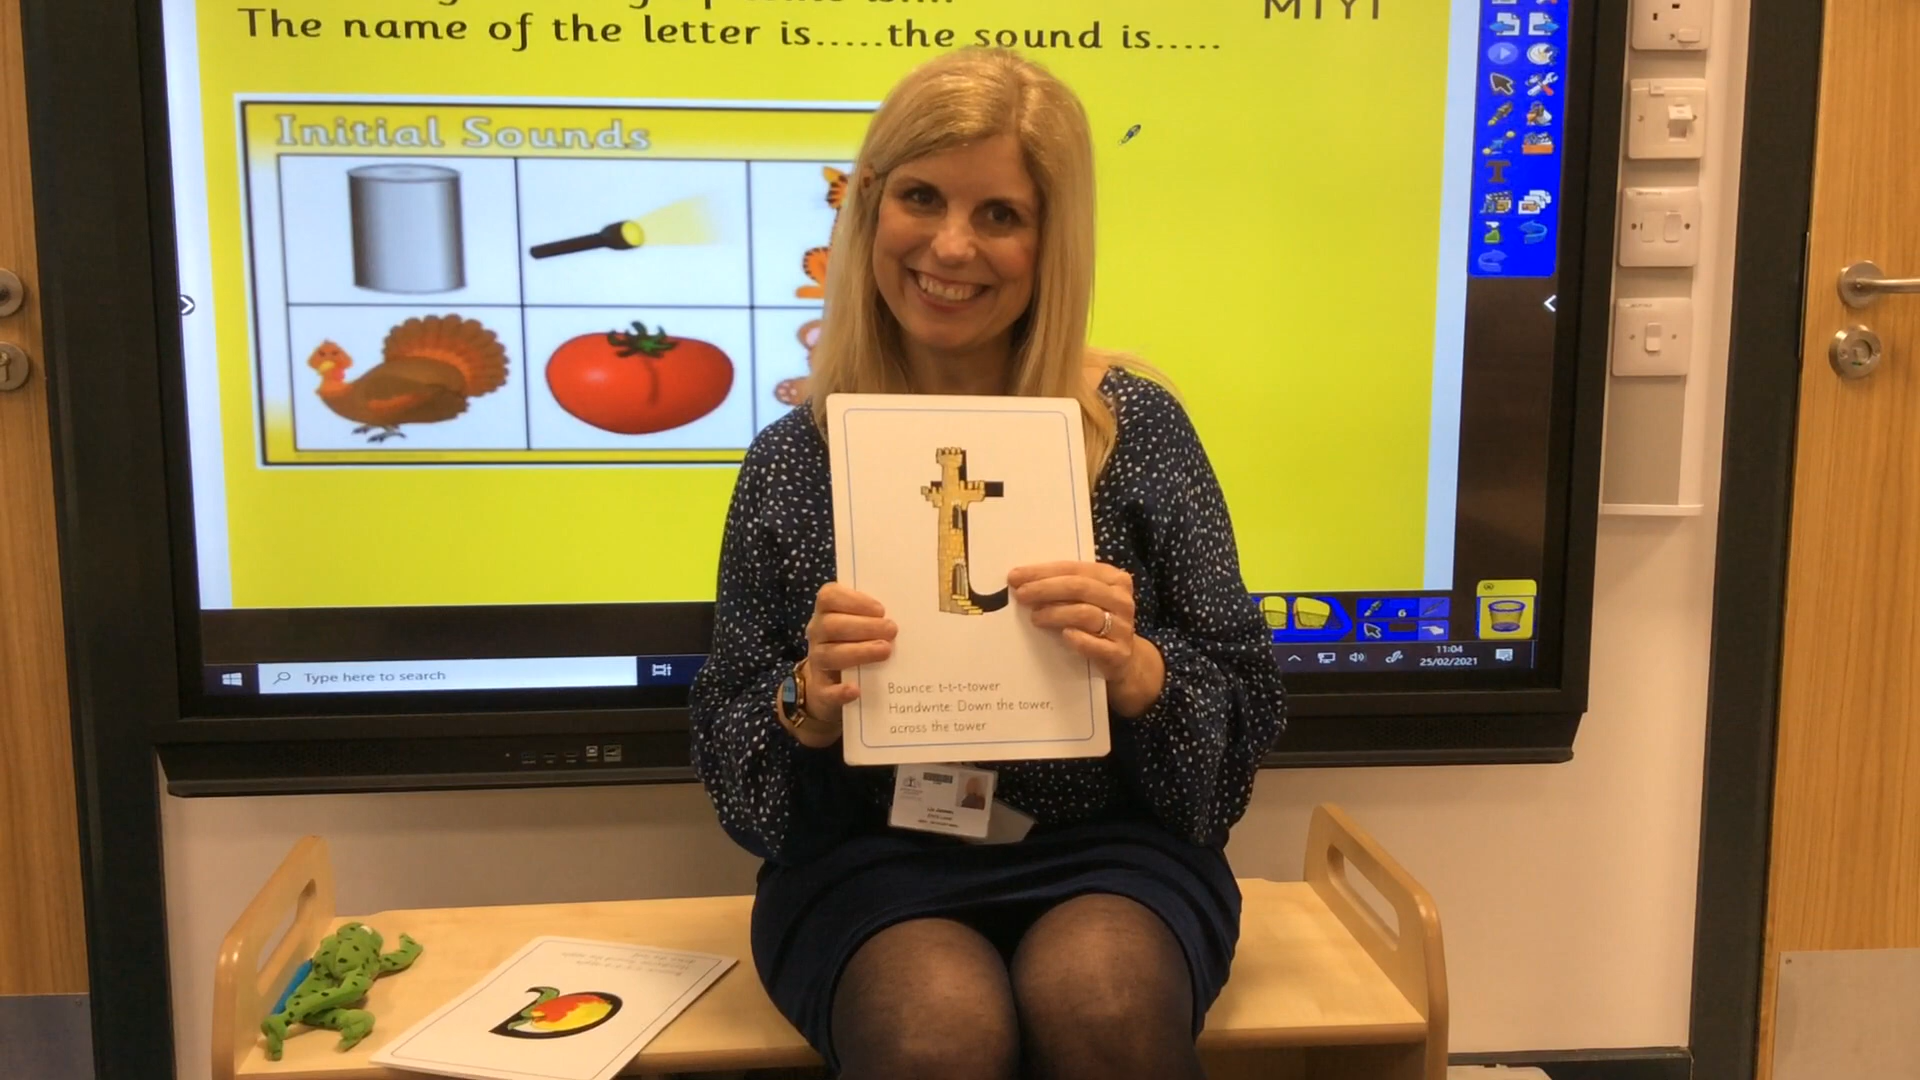 MTYT
The name of the letter is.....the sound is.....
Initial Sounds
t
Bounce: t-t-t-tower
Handwrite: Down the tower,
across the tower
Type here to search
6
11:04
25/02/2021